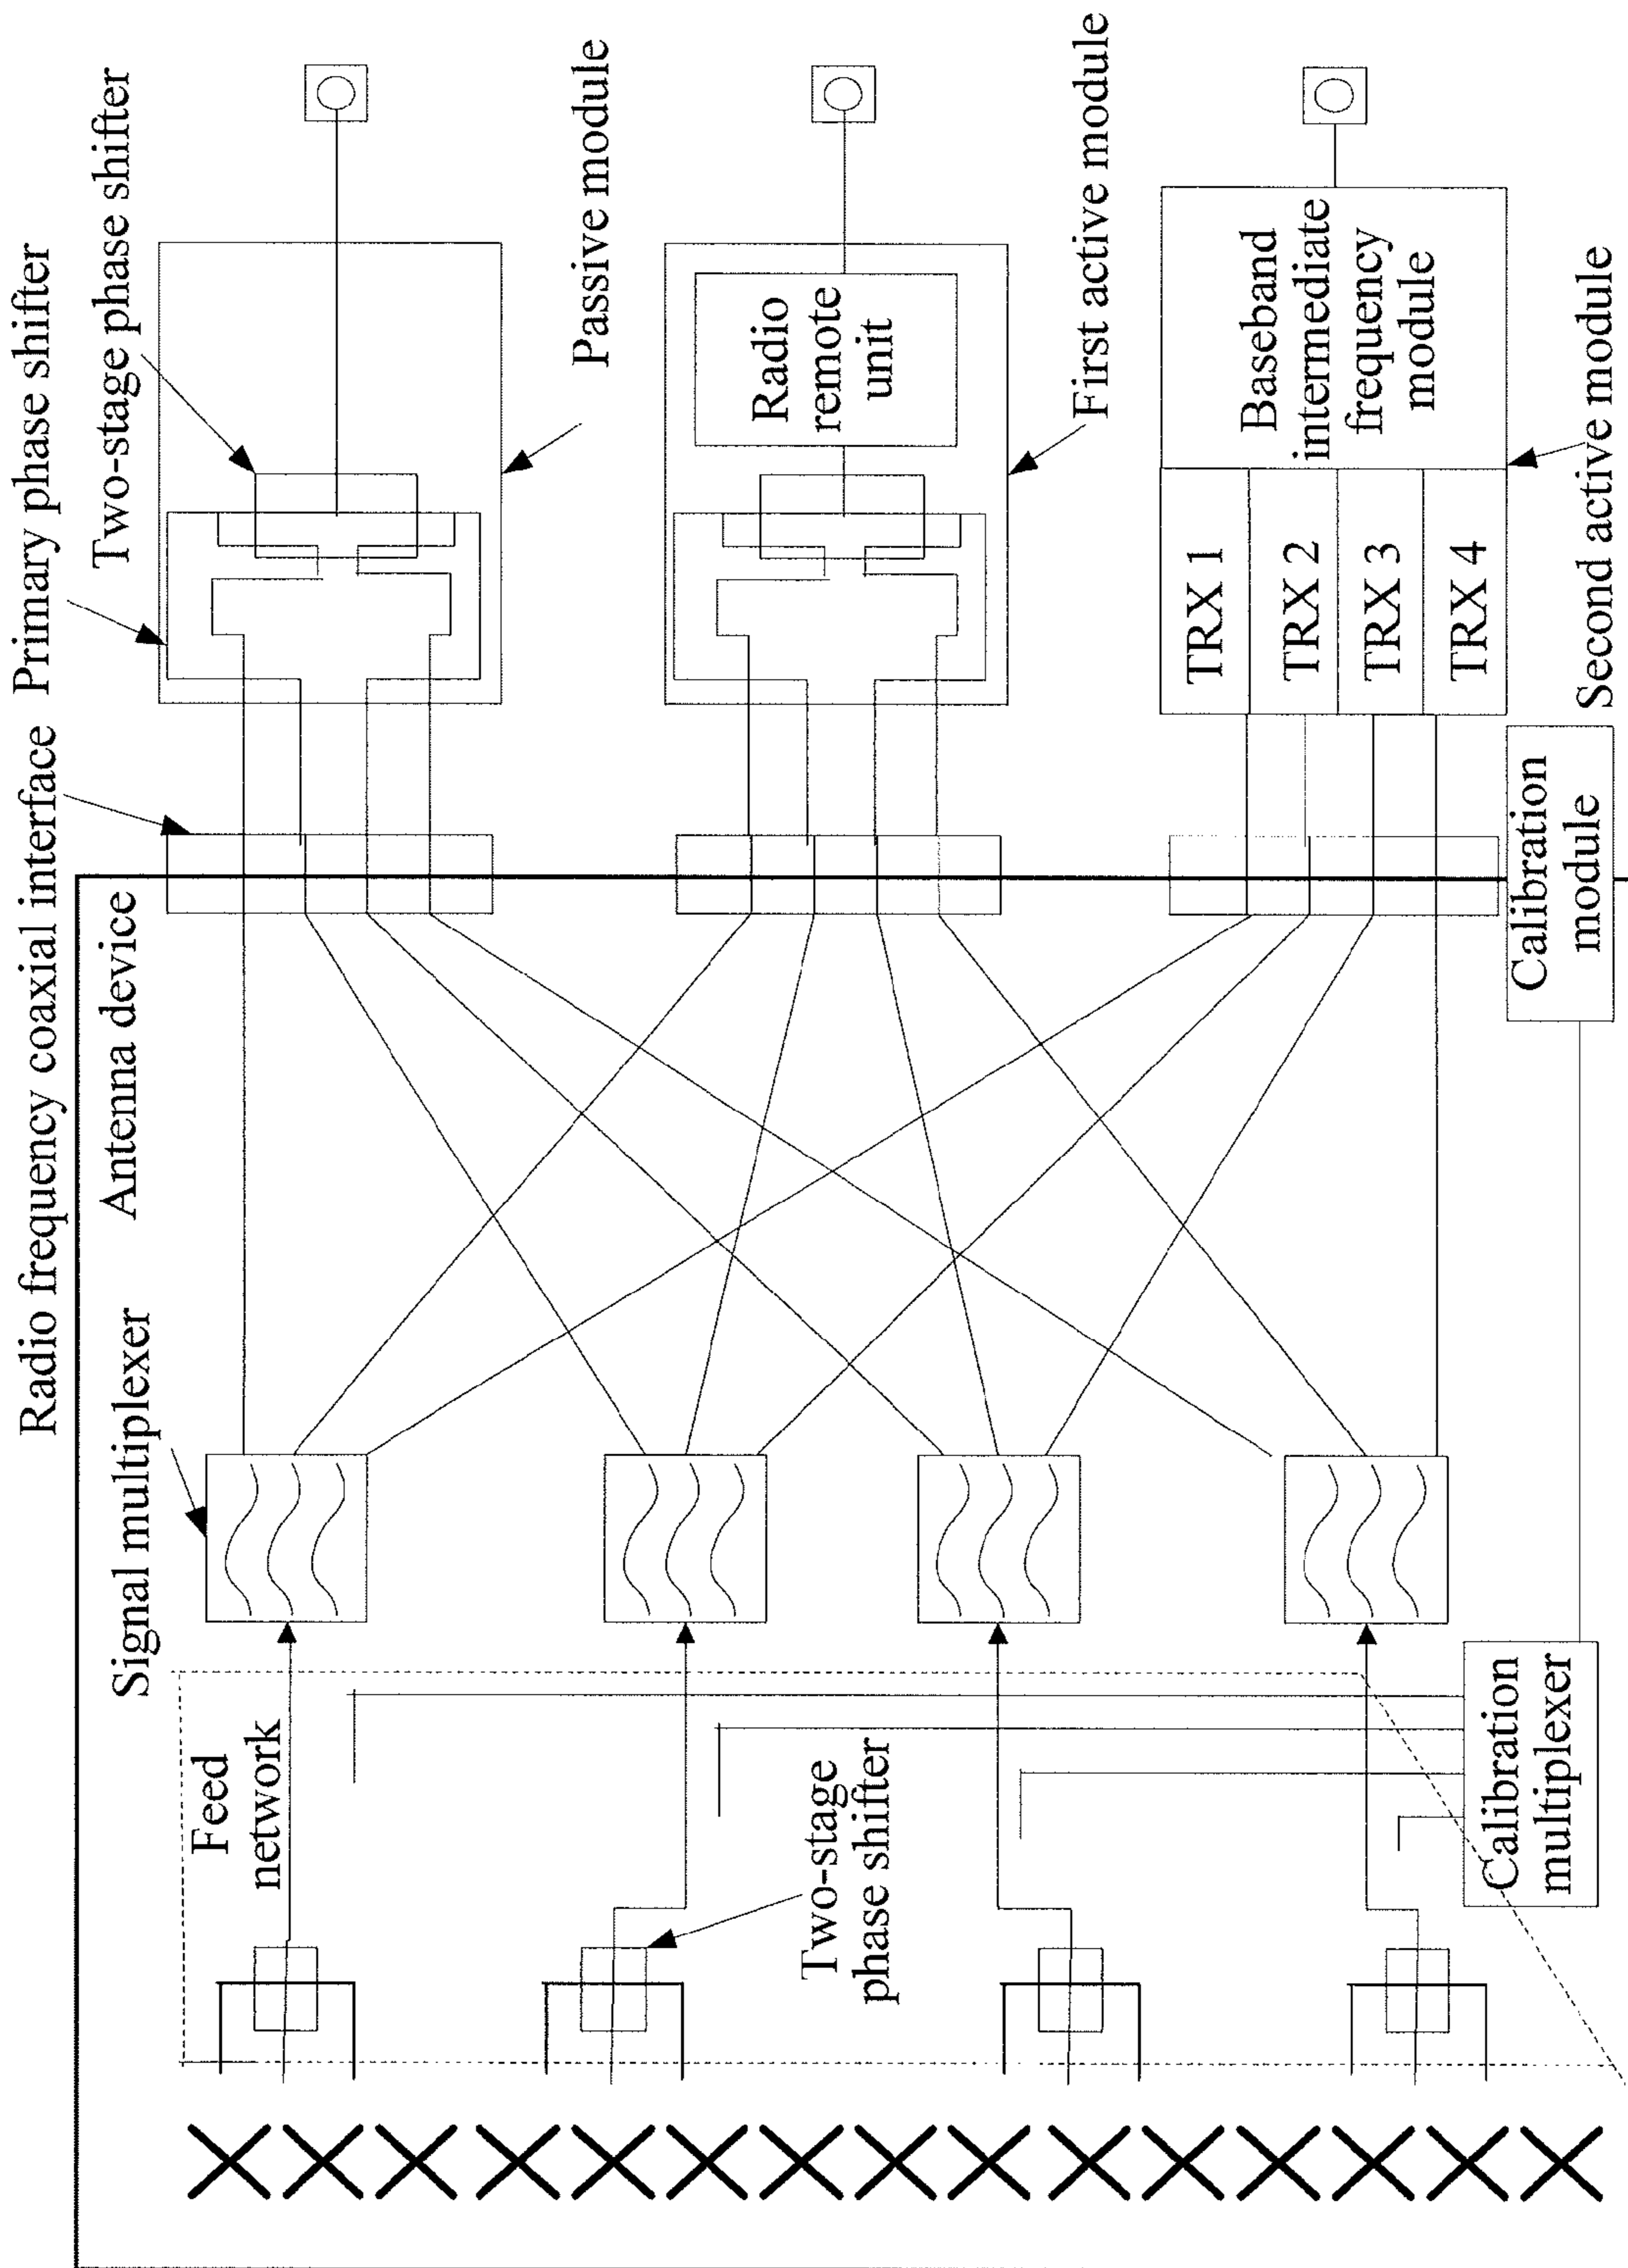 Radio frequency coaxial interface
Primary phase shifter
Two-stage phase shifter
Signal multiplexer
Antenna device
Passive module
Feed
network
Radio
remote
unit
First active module
Two-stage
phase shifter
TRX 1
TRX 2
TRX 3
TRX 4
Baseband
intermediate
frequency
module
Second active module
Calibration
multiplexer
Calibration
module